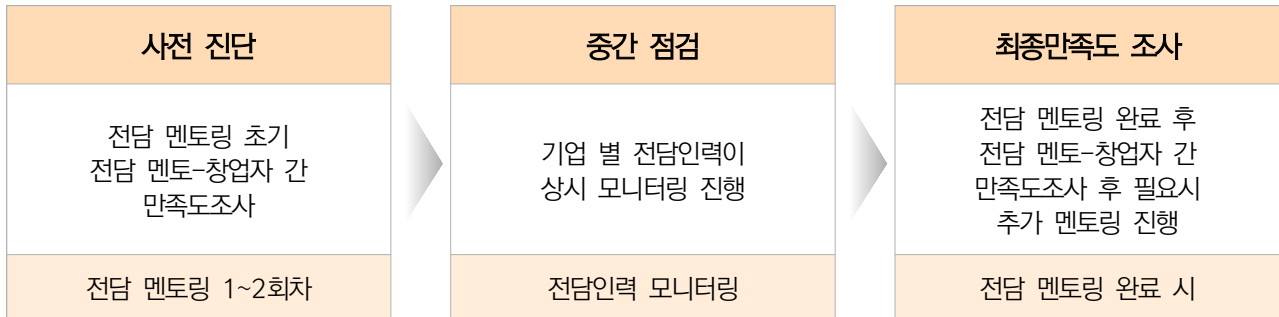 사전 진단
전담 멘토링 초기
전담 멘토-창업자 간
만족도조사
전담 멘토링 1~2회차
중간 점검
기업 별 전담인력이
상시 모니터링 진행
전담인력 모니터링
최종만족도 조사
전담 멘토링 완료 후
전담 멘토-창업자 간
만족도조사 후 필요시
추가 멘토링 진행
전담 멘토링 완료 시